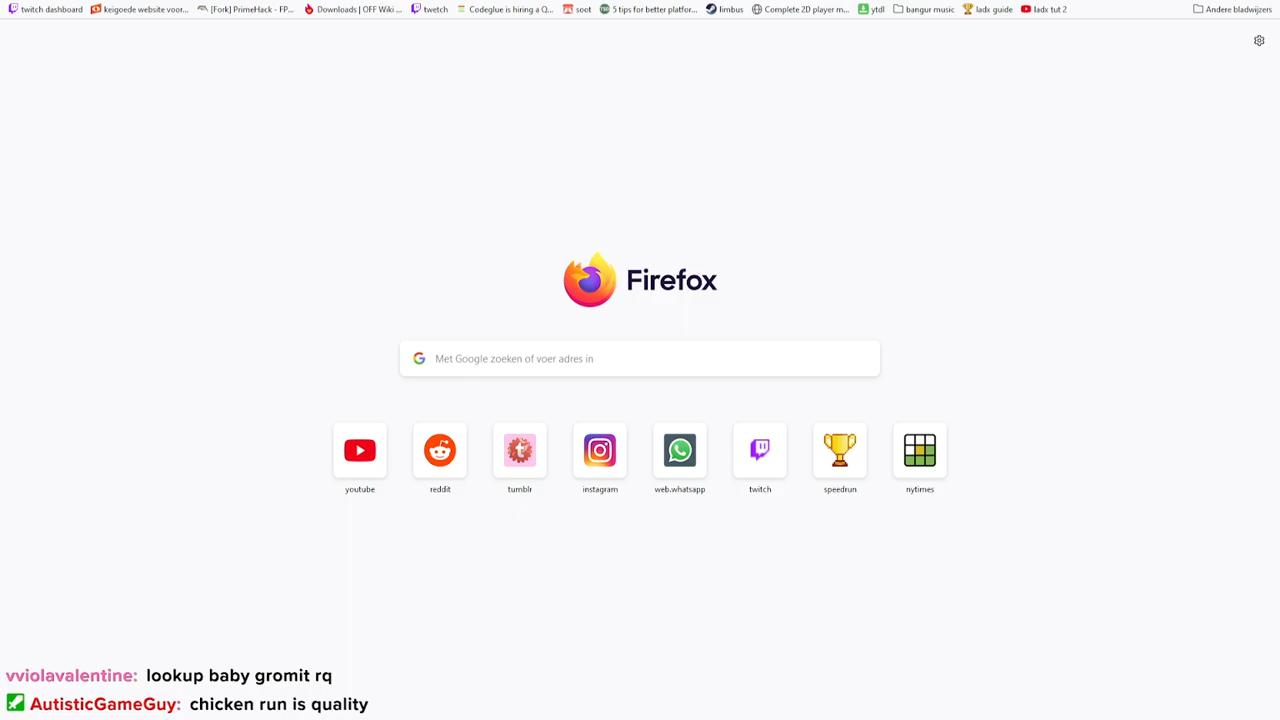 twitch dashboard keigoede website voor... [Fork] PrimeHack - FP... Downloads | OFF Wiki ... twetch Codeglue is hiring a Q... soot 5 tips for better platfor... limbus Complete 2D player m... ytdl bangur music ladx guide ladx tut 2 Andere bladwijzers
Firefox
Met Google zoeken of voer adres in
youtube reddit tumblr instagram web.whatsapp twitch speedrun nytimes
vviolavalentine: lookup baby gromit rq
AutisticGameGuy: chicken run is quality